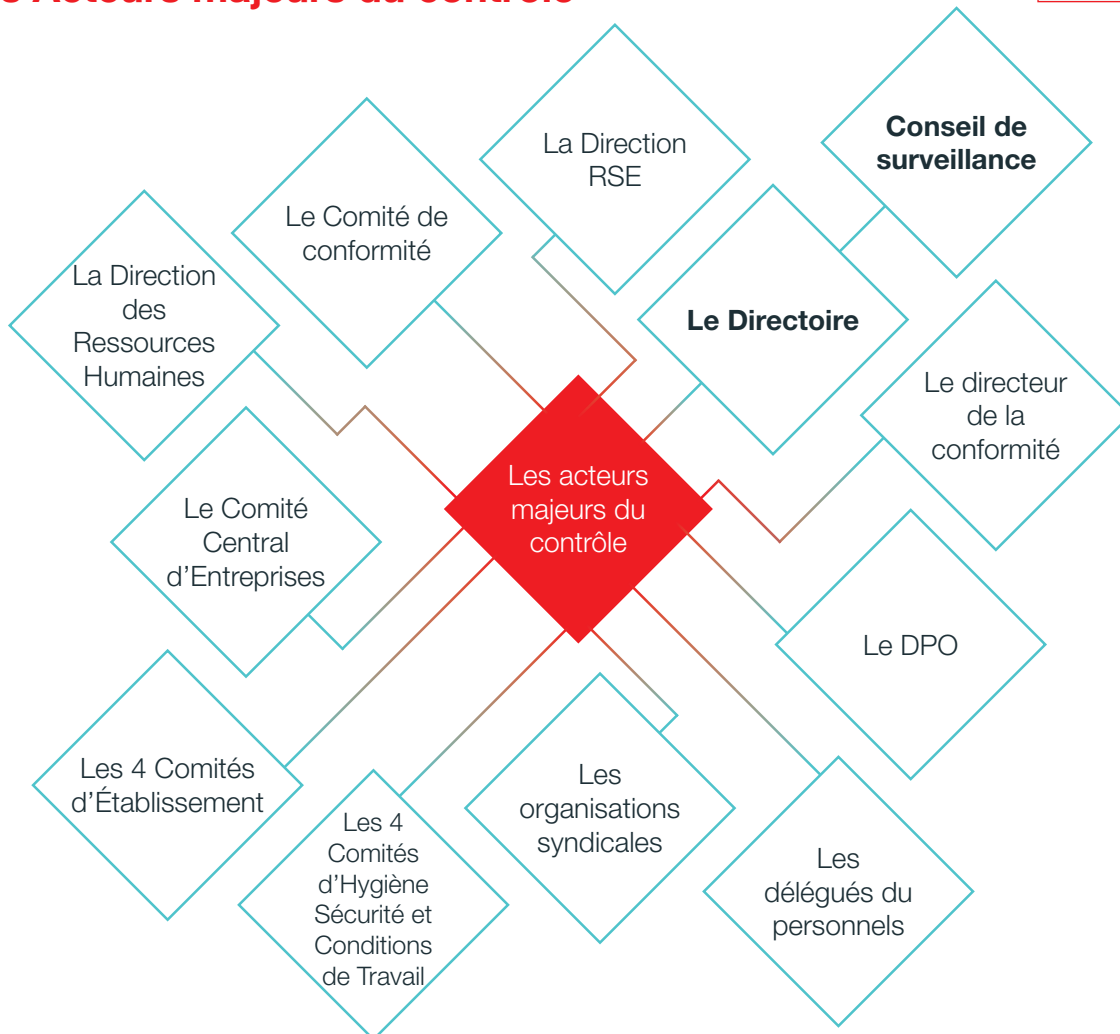 Acteurs majeurs du contrôle
La Direction
RSE
Conseil de
surveillance
Le Comité de
conformité
La Direction
des
Ressources
Humaines
Le Directoire
Le directeur
de la
conformité
Les acteurs
majeurs du
contrôle
Le Comité
Central
d’Entreprises
Le DPO
Les 4 Comités
d’Établissement
Les 4
Comités
d’Hygiène
Sécurité et
Conditions
de Travail
Les
organisations
syndicales
Les
délégués du
personnels